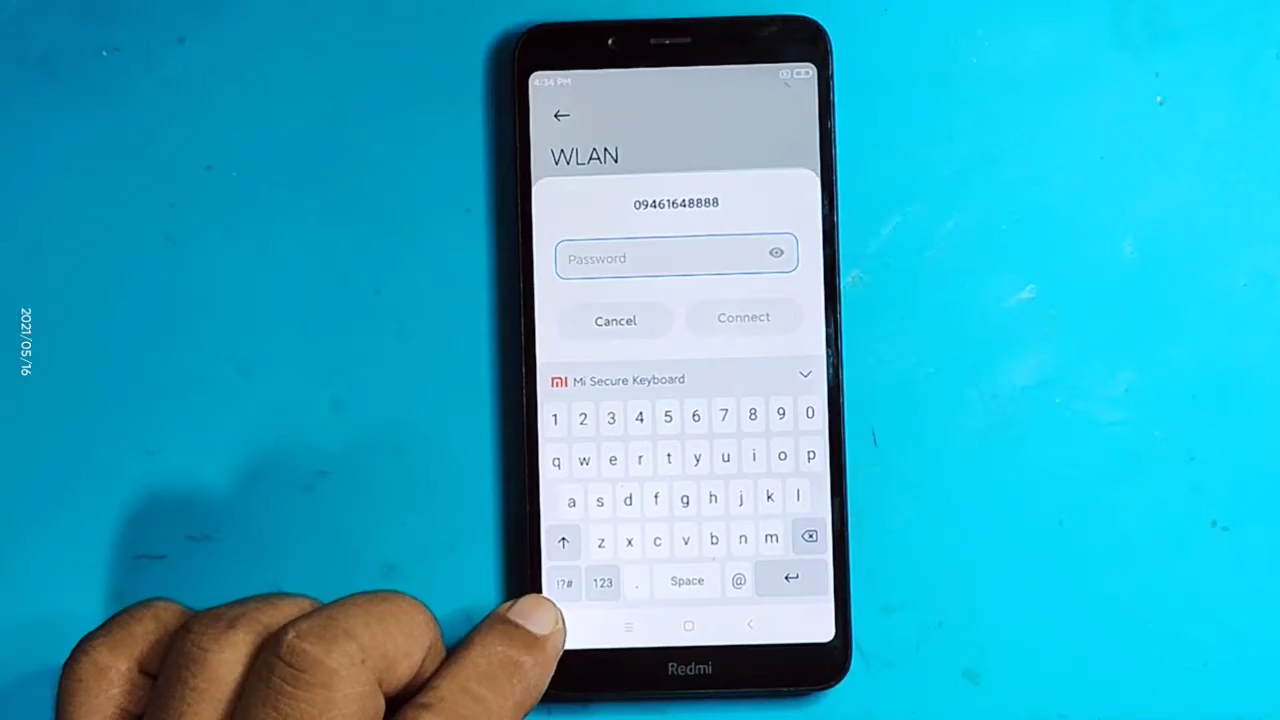 4:34 PM
WLAN
09461648888
Password
Cancel
Connect
mi Mi Secure Keyboard
1 2 3 4 5 6 7 8 9 0
q w e r t y u i o p
a s d f g h j k l
z x c v b n m
!?# 123 . Space @
Redmi
2021/05/16